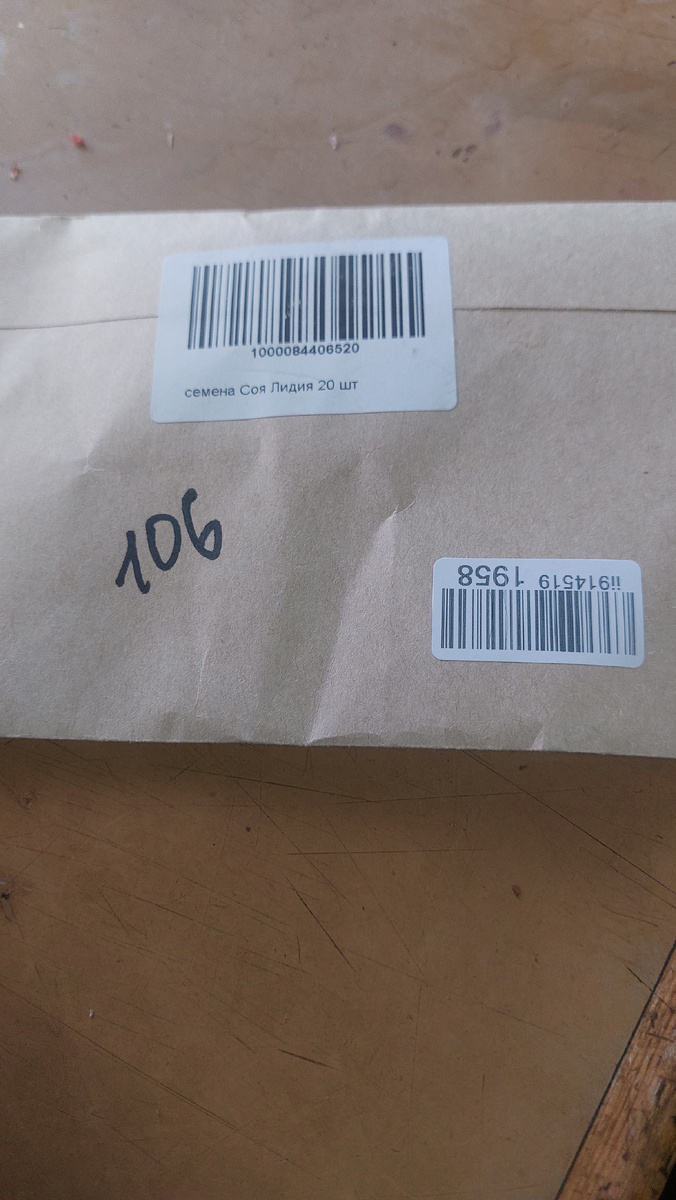 1000084406520
семена Соя Лидия 20 шт
106
ii914519 1958